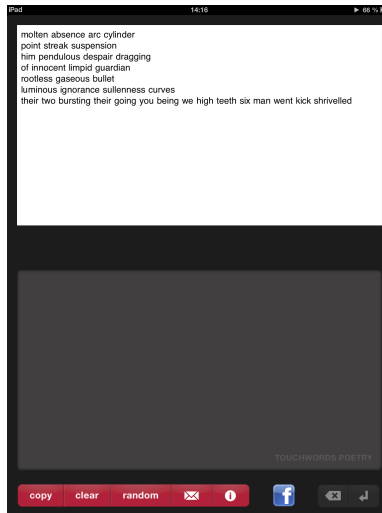 iPad 14:16 66 %
molten absence arc cylinder
point streak suspension
him pendulous despair dragging
of innocent limpid guardian
rootless gaseous bullet
luminous ignorance sullenness curves
their two bursting their going you being we high teeth six man went kick shrivelled
TOUCHWORDS POETRY
copy clear random i f